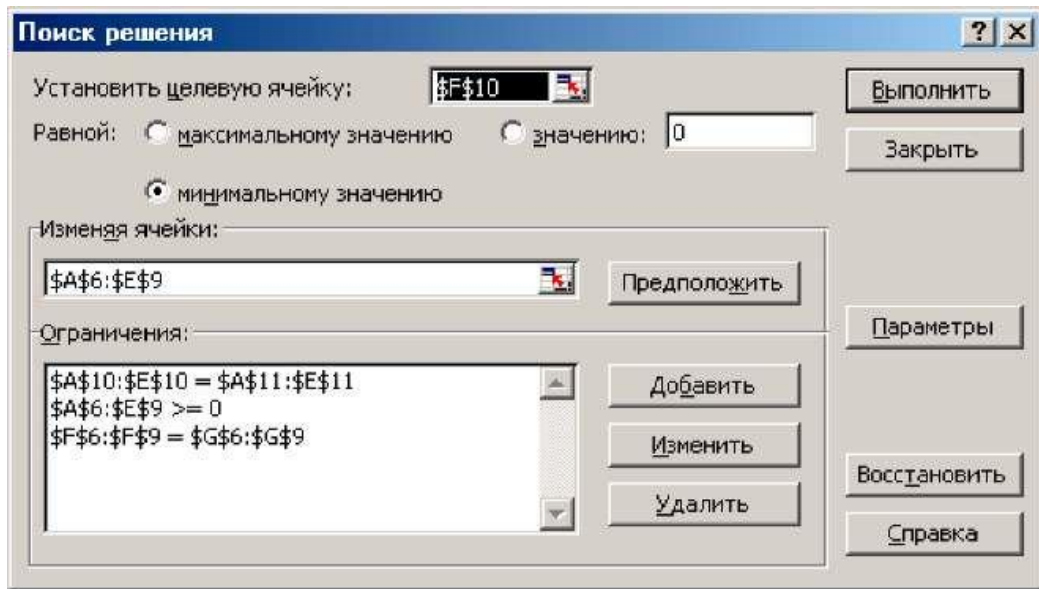 Поиск решения
Установить целевую ячейку: $F$10
Выполнить
Равной: максимальному значению значению: 0
Закрыть
минимальному значению
Изменяя ячейки:
$A$6:$E$9
Предположить
Параметры
Ограничения:
$A$10:$E$10 = $A$11:$E$11
$A$6:$E$9 >= 0
$F$6:$F$9 = $G$6:$G$9
Добавить
Изменить
Удалить
Восстановить
Справка